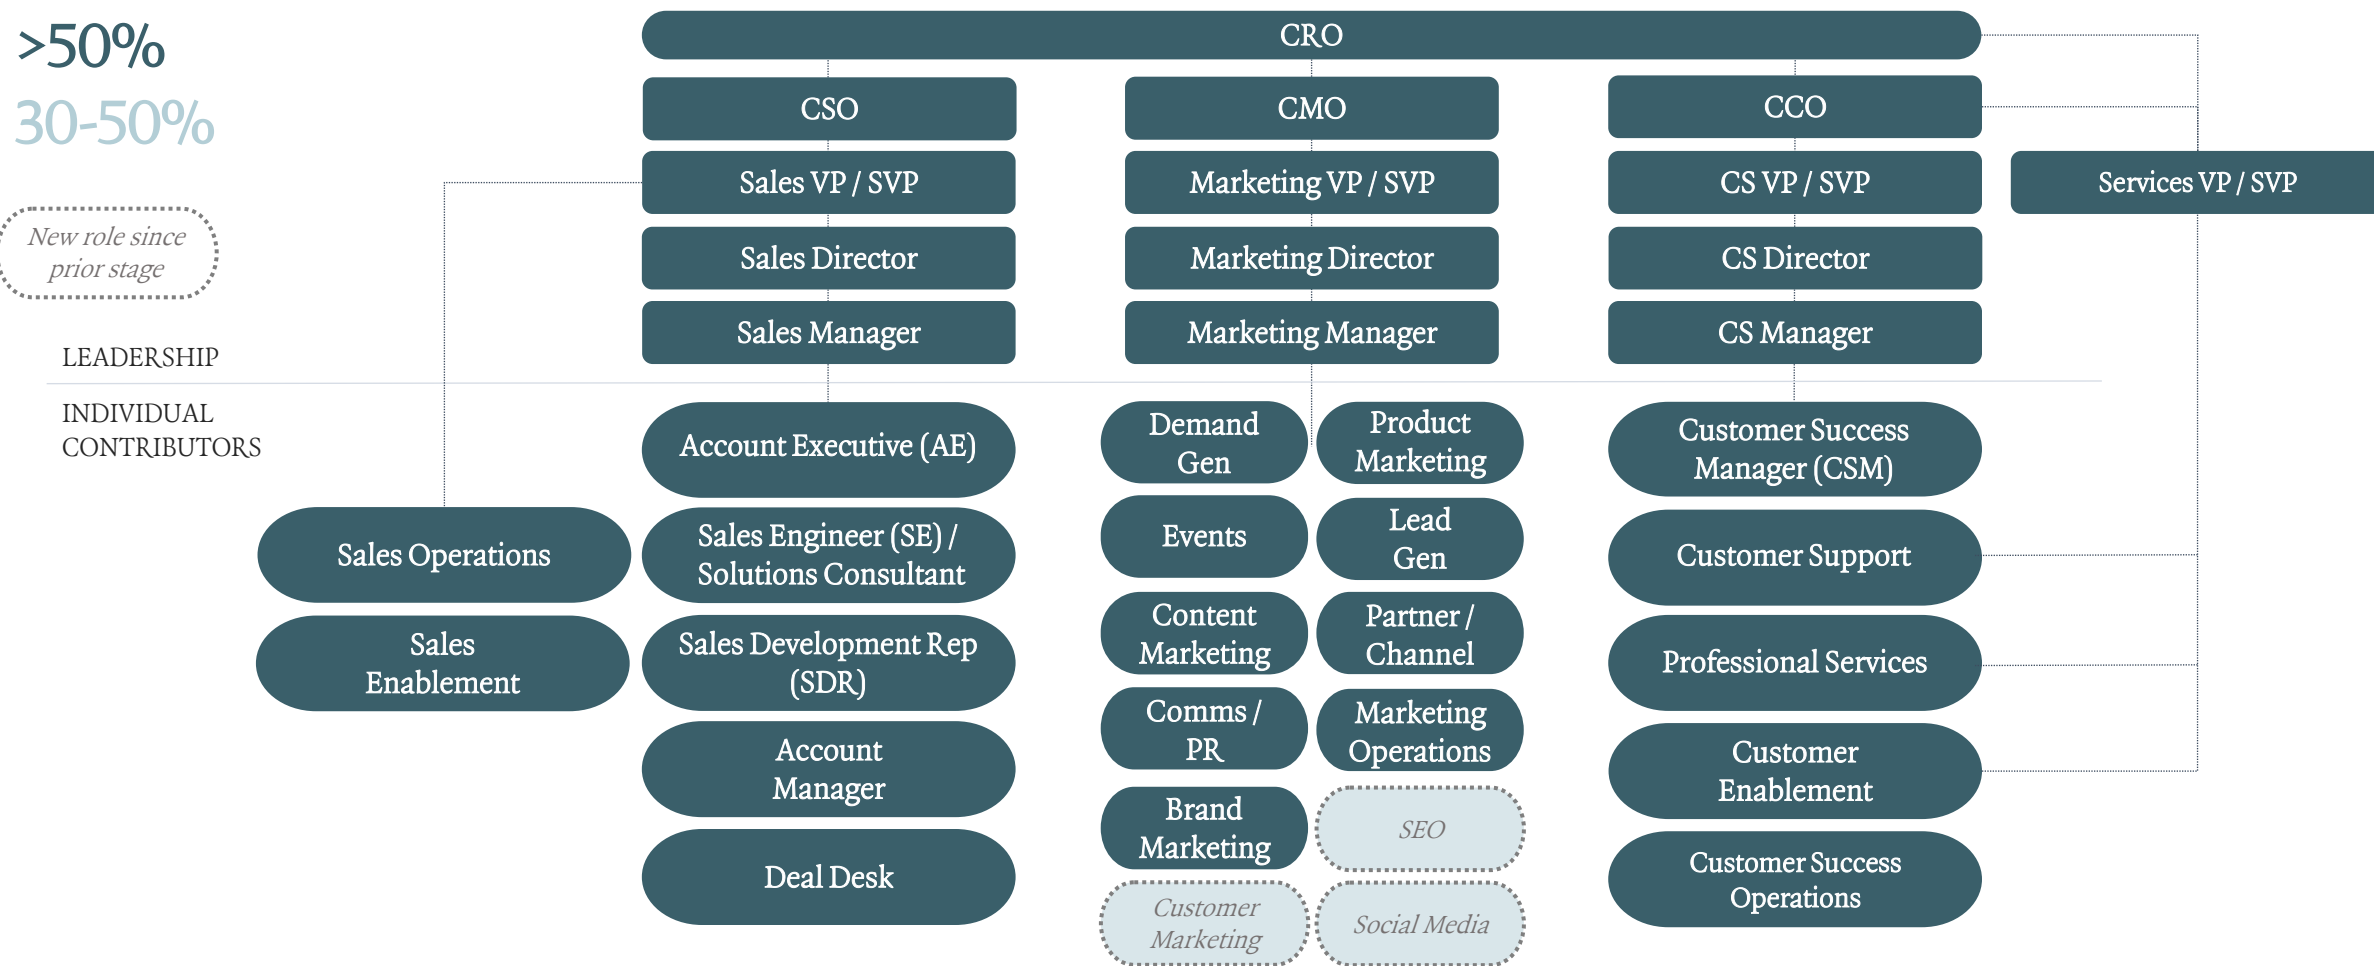 >50%
30-50%
New role since
prior stage
LEADERSHIP
INDIVIDUAL
CONTRIBUTORS
CRO
CSO
CMO
CCO
Sales VP / SVP
Marketing VP / SVP
CS VP / SVP
Services VP / SVP
Sales Director
Marketing Director
CS Director
Sales Manager
Marketing Manager
CS Manager
Sales Operations
Sales
Enablement
Account Executive (AE)
Sales Engineer (SE) /
Solutions Consultant
Sales Development Rep
(SDR)
Account
Manager
Deal Desk
Demand
Gen
Product
Marketing
Events
Lead
Gen
Content
Marketing
Partner /
Channel
Comms /
PR
Marketing
Operations
Brand
Marketing
SEO
Customer
Marketing
Social Media
Customer Success
Manager (CSM)
Customer Support
Professional Services
Customer
Enablement
Customer Success
Operations